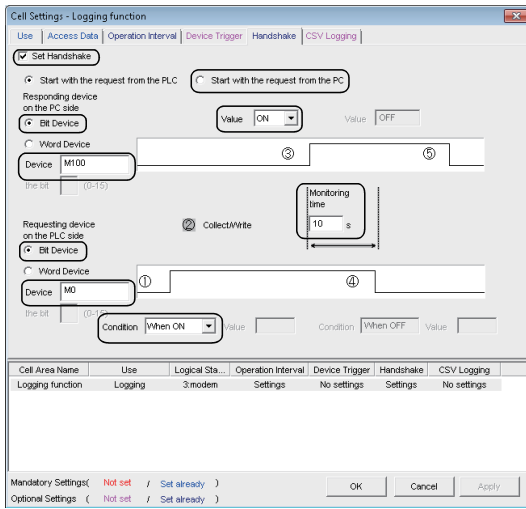 Cell Settings - Logging function
Use Access Data Operation Interval Device Trigger Handshake CSV Logging
Set Handshake
Start with the request from the PLC Start with the request from the PC
Responding device
on the PC side
Bit Device
Value ON Value OFF
Word Device
Device M100
③ ⑤
the bit (0-15)
Monitoring
time
10 s
Requesting device
on the PLC side
② Collect/Write
Bit Device
Word Device
① ④
Device M0
the bit (0-15)
Condition When ON Value Condition When OFF Value
Cell Area Name Use Logical Sta... Operation Interval Device Trigger Handshake CSV Logging
Logging function Logging 3:modem Settings No settings Settings No settings
Mandatory Settings( Not set / Set already )
Optional Settings ( Not set / Set already )
OK Cancel Apply